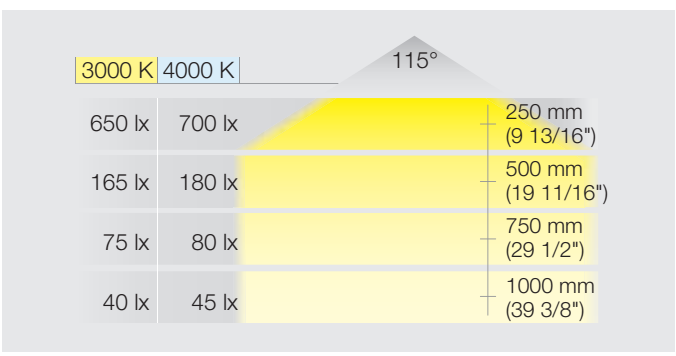 115°
3000 K 4000 K
650 lx 700 lx 250 mm
(9 13/16")
165 lx 180 lx 500 mm
(19 11/16")
75 lx 80 lx 750 mm
(29 1/2")
40 lx 45 lx 1000 mm
(39 3/8")